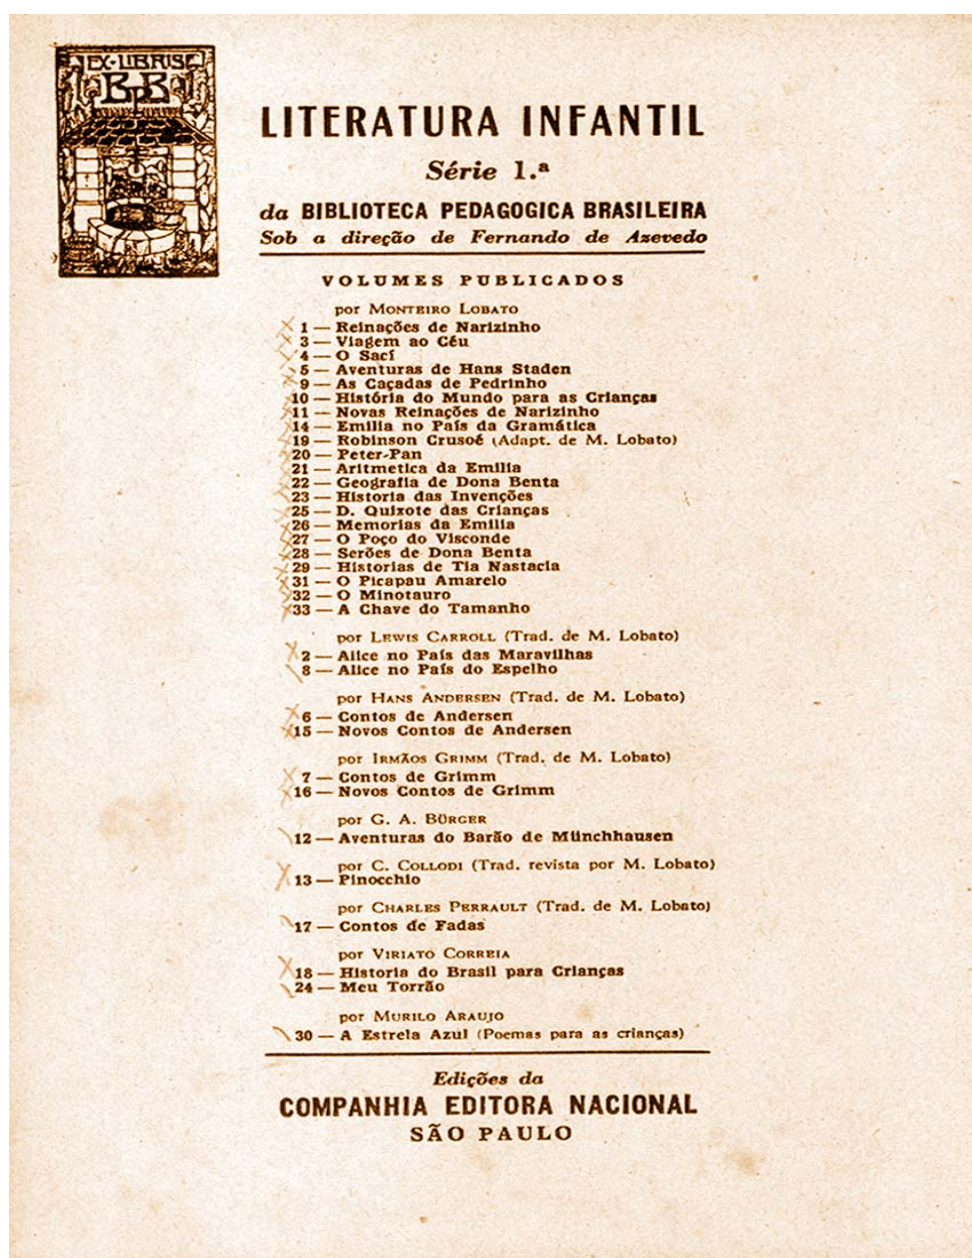 EX-LIBRIS
BPB
LITERATURA INFANTIL
Série 1.ª
da BIBLIOTECA PEDAGOGICA BRASILEIRA
Sob a direção de Fernando de Azevedo
VOLUMES PUBLICADOS
por MONTEIRO LOBATO
1 — Reinações de Narizinho
3 — Viagem ao Céu
4 — O Sací
5 — Aventuras de Hans Staden
9 — As Caçadas de Pedrinho
10 — História do Mundo para as Crianças
11 — Novas Reinações de Narizinho
14 — Emilia no País da Gramática
19 — Robinson Crusoé (Adapt. de M. Lobato)
20 — Peter-Pan
21 — Aritmetica da Emilia
22 — Geografia de Dona Benta
23 — Historia das Invenções
25 — D. Quixote das Crianças
26 — Memorias da Emilia
27 — O Poço do Visconde
28 — Serões de Dona Benta
29 — Historias de Tia Nastacia
31 — O Picapau Amarelo
32 — O Minotauro
33 — A Chave do Tamanho
por LEWIS CARROLL (Trad. de M. Lobato)
2 — Alice no País das Maravilhas
8 — Alice no País do Espelho
por HANS ANDERSEN (Trad. de M. Lobato)
6 — Contos de Andersen
15 — Novos Contos de Andersen
por IRMÃOS GRIMM (Trad. de M. Lobato)
7 — Contos de Grimm
16 — Novos Contos de Grimm
por G. A. BÜRGER
12 — Aventuras do Barão de Münchhausen
por C. COLLODI (Trad. revista por M. Lobato)
13 — Pinocchio
por CHARLES PERRAULT (Trad. de M. Lobato)
17 — Contos de Fadas
por VIRIATO CORREIA
18 — Historia do Brasil para Crianças
24 — Meu Torrão
por MURILO ARAUJO
30 — A Estrela Azul (Poemas para as crianças)
Edições da
COMPANHIA EDITORA NACIONAL
SÃO PAULO